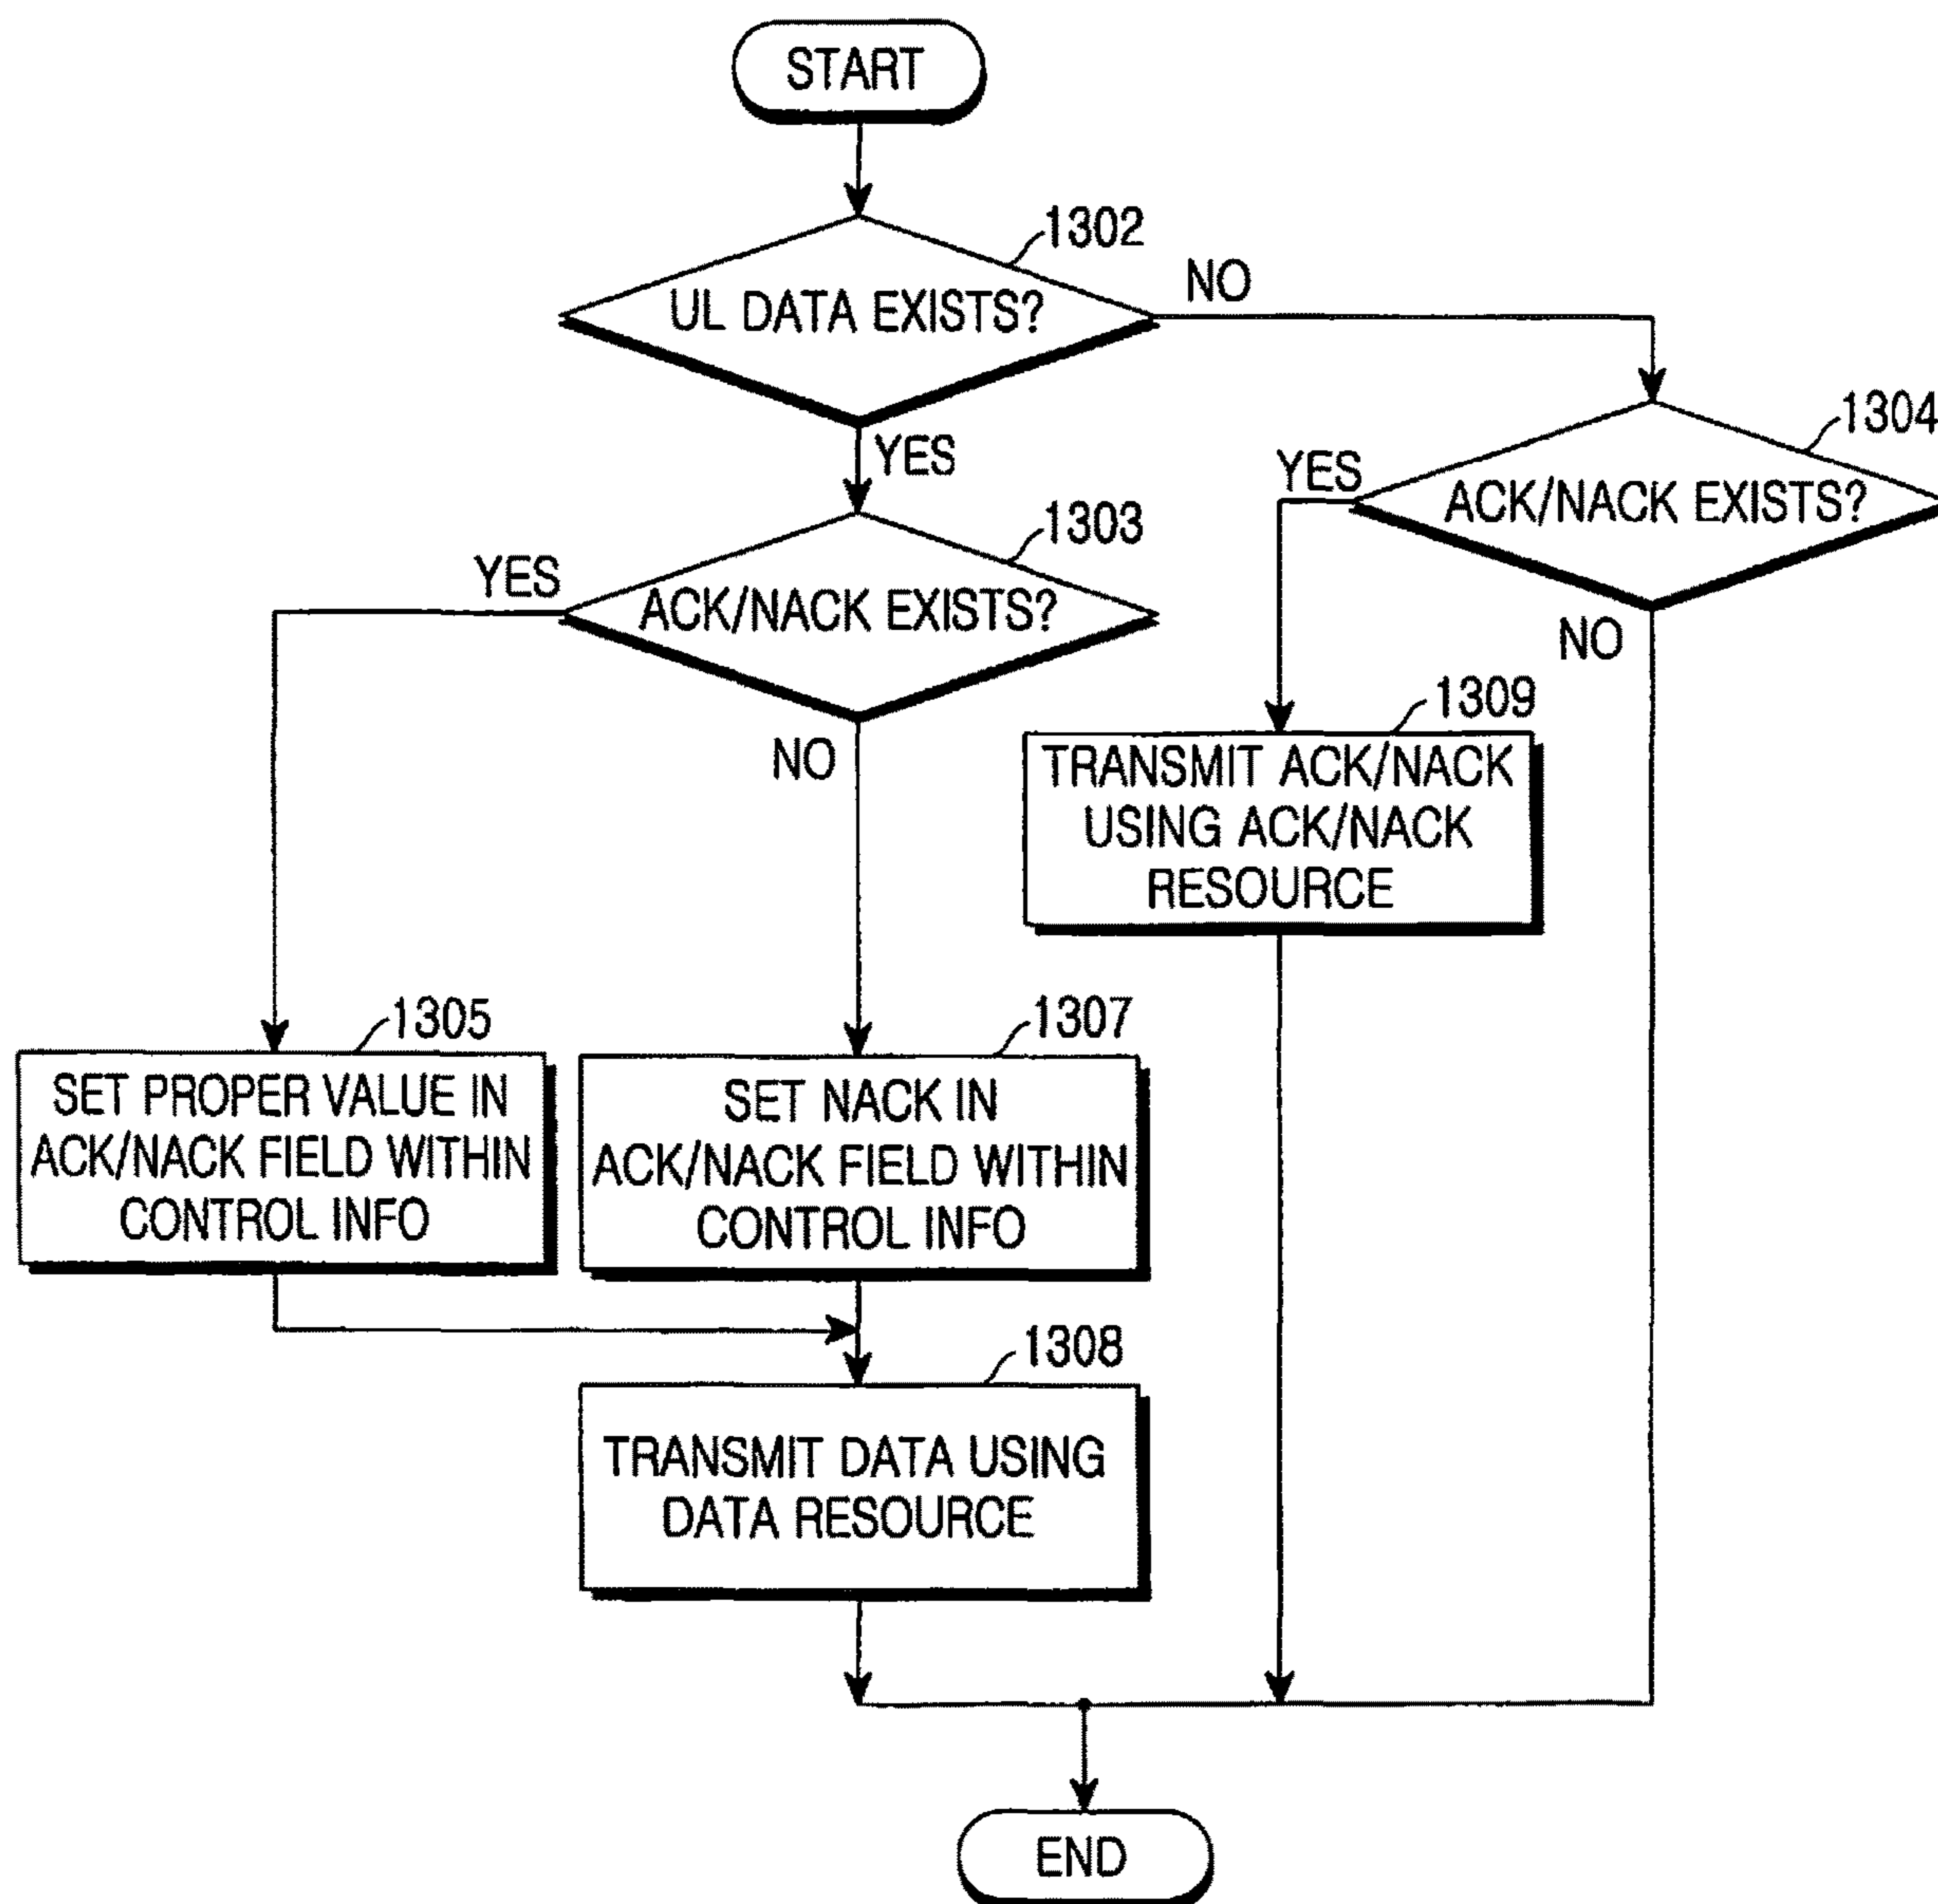 START
1302
UL DATA EXISTS?
NO
YES
1304
ACK/NACK EXISTS?
YES
NO
1303
ACK/NACK EXISTS?
YES
NO
1309
TRANSMIT ACK/NACK
USING ACK/NACK
RESOURCE
1305
SET PROPER VALUE IN
ACK/NACK FIELD WITHIN
CONTROL INFO
1307
SET NACK IN
ACK/NACK FIELD WITHIN
CONTROL INFO
1308
TRANSMIT DATA USING
DATA RESOURCE
END